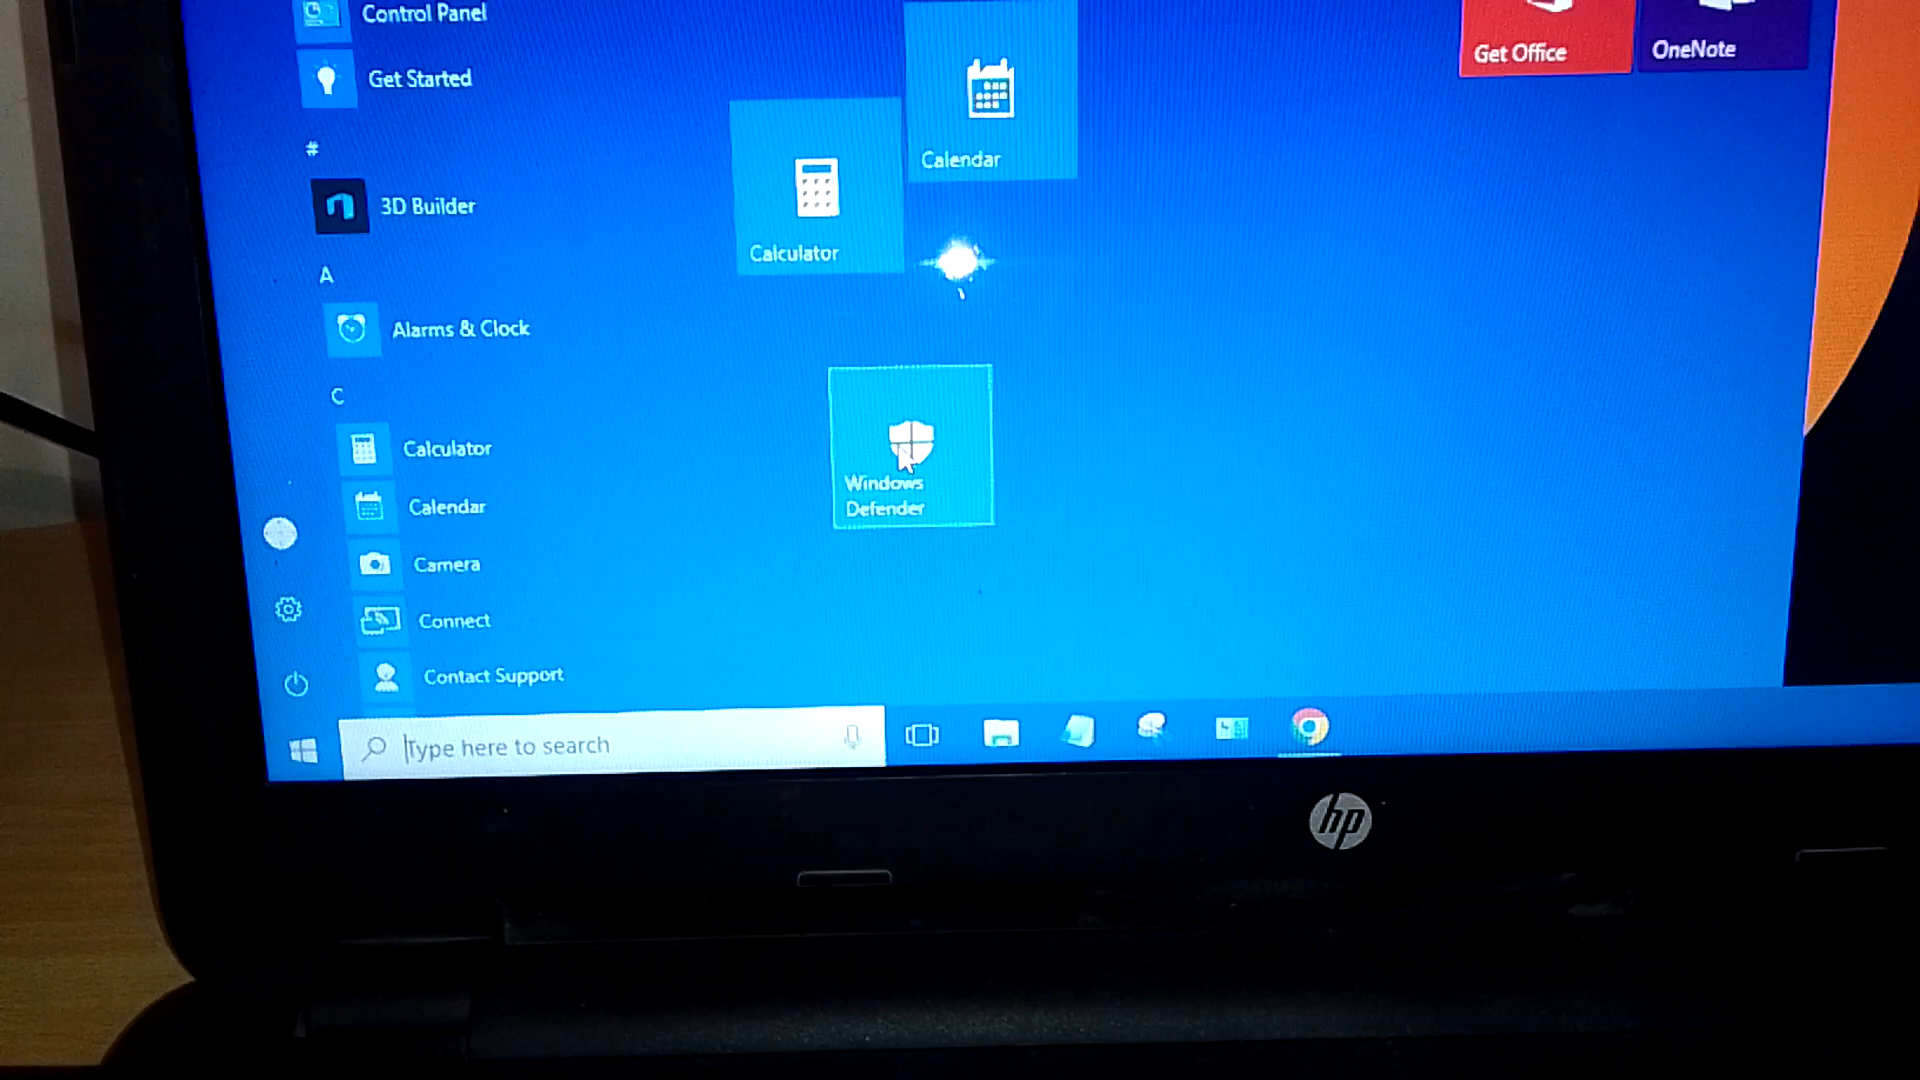 Control Panel
Get Started
#
3D Builder
A
Alarms & Clock
C
Calculator
Calendar
Camera
Connect
Contact Support
Type here to search
Calculator
Calendar
Windows
Defender
Get Office
OneNote
hp